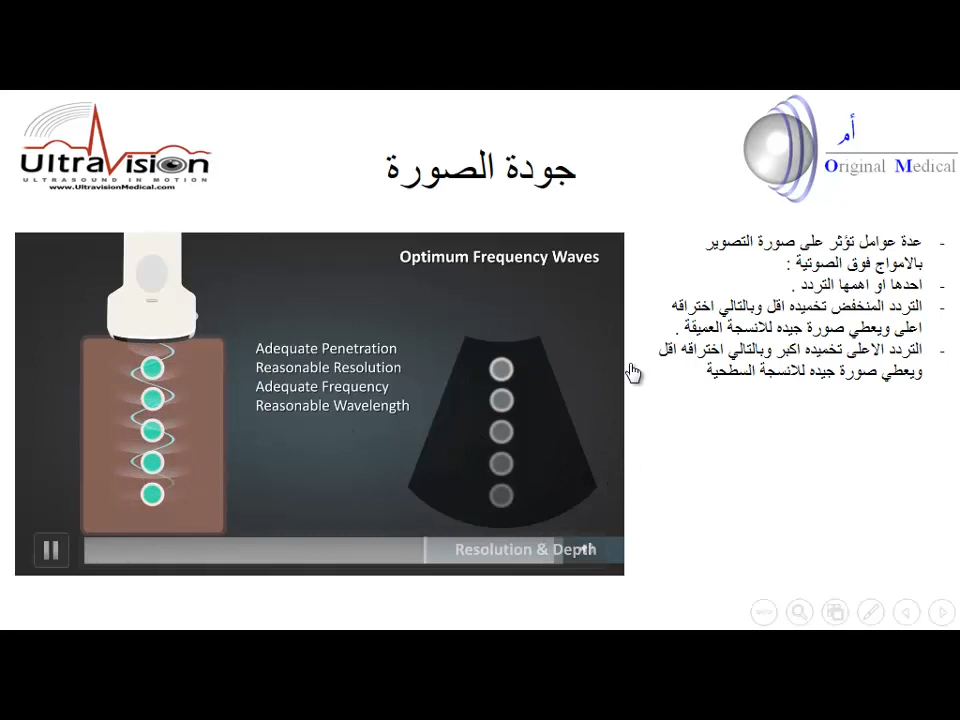 UltraVision
ULTRASOUND IN MOTION
www.UltravisionMedical.com
أم
Original Medical
جودة الصورة
- عدة عوامل تؤثر على صورة التصوير
بالامواج فوق الصوتية :
- احدها او اهمها التردد .
- التردد المنخفض تخميده اقل وبالتالي اختراقه
اعلى ويعطي صورة جيده للانسجة العميقة .
- التردد الاعلى تخميده اكبر وبالتالي اختراقه اقل
ويعطي صورة جيده للانسجة السطحية
Optimum Frequency Waves
Adequate Penetration
Reasonable Resolution
Adequate Frequency
Reasonable Wavelength
Resolution & Depth